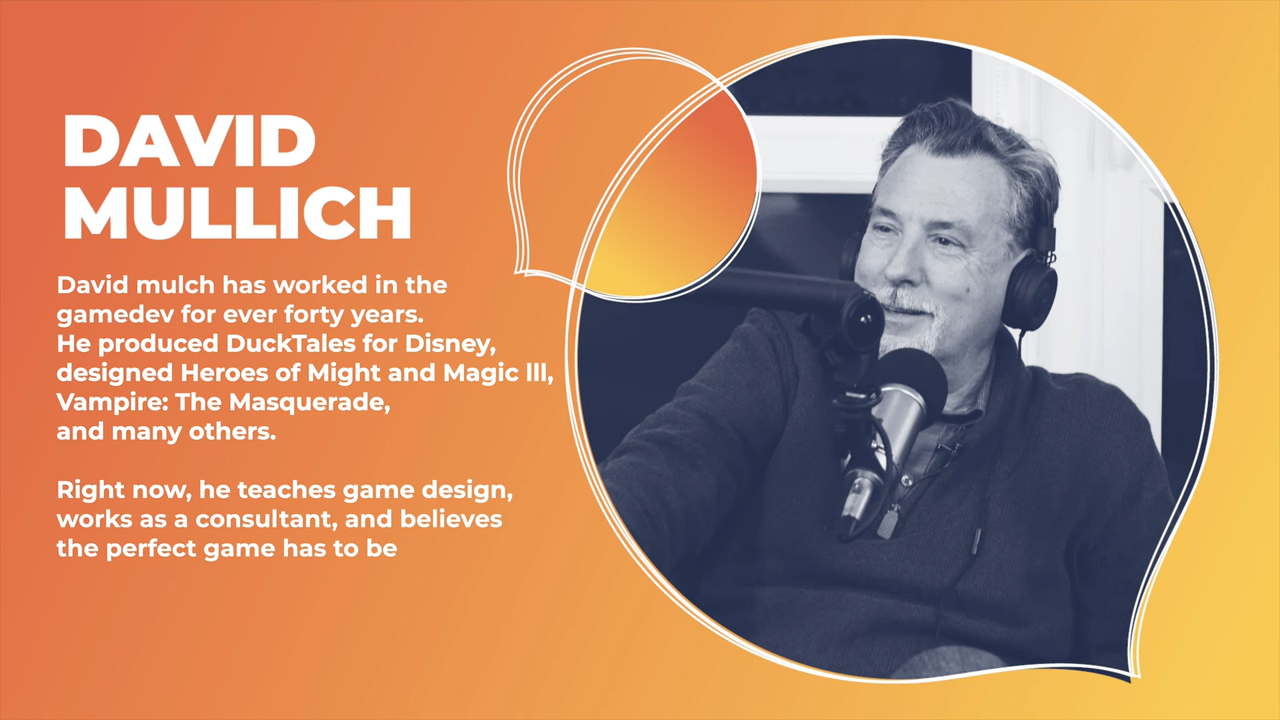 DAVID
MULLICH
David mulch has worked in the
gamedev for ever forty years.
He produced DuckTales for Disney,
designed Heroes of Might and Magic lll,
Vampire: The Masquerade,
and many others.
Right now, he teaches game design,
works as a consultant, and believes
the perfect game has to be